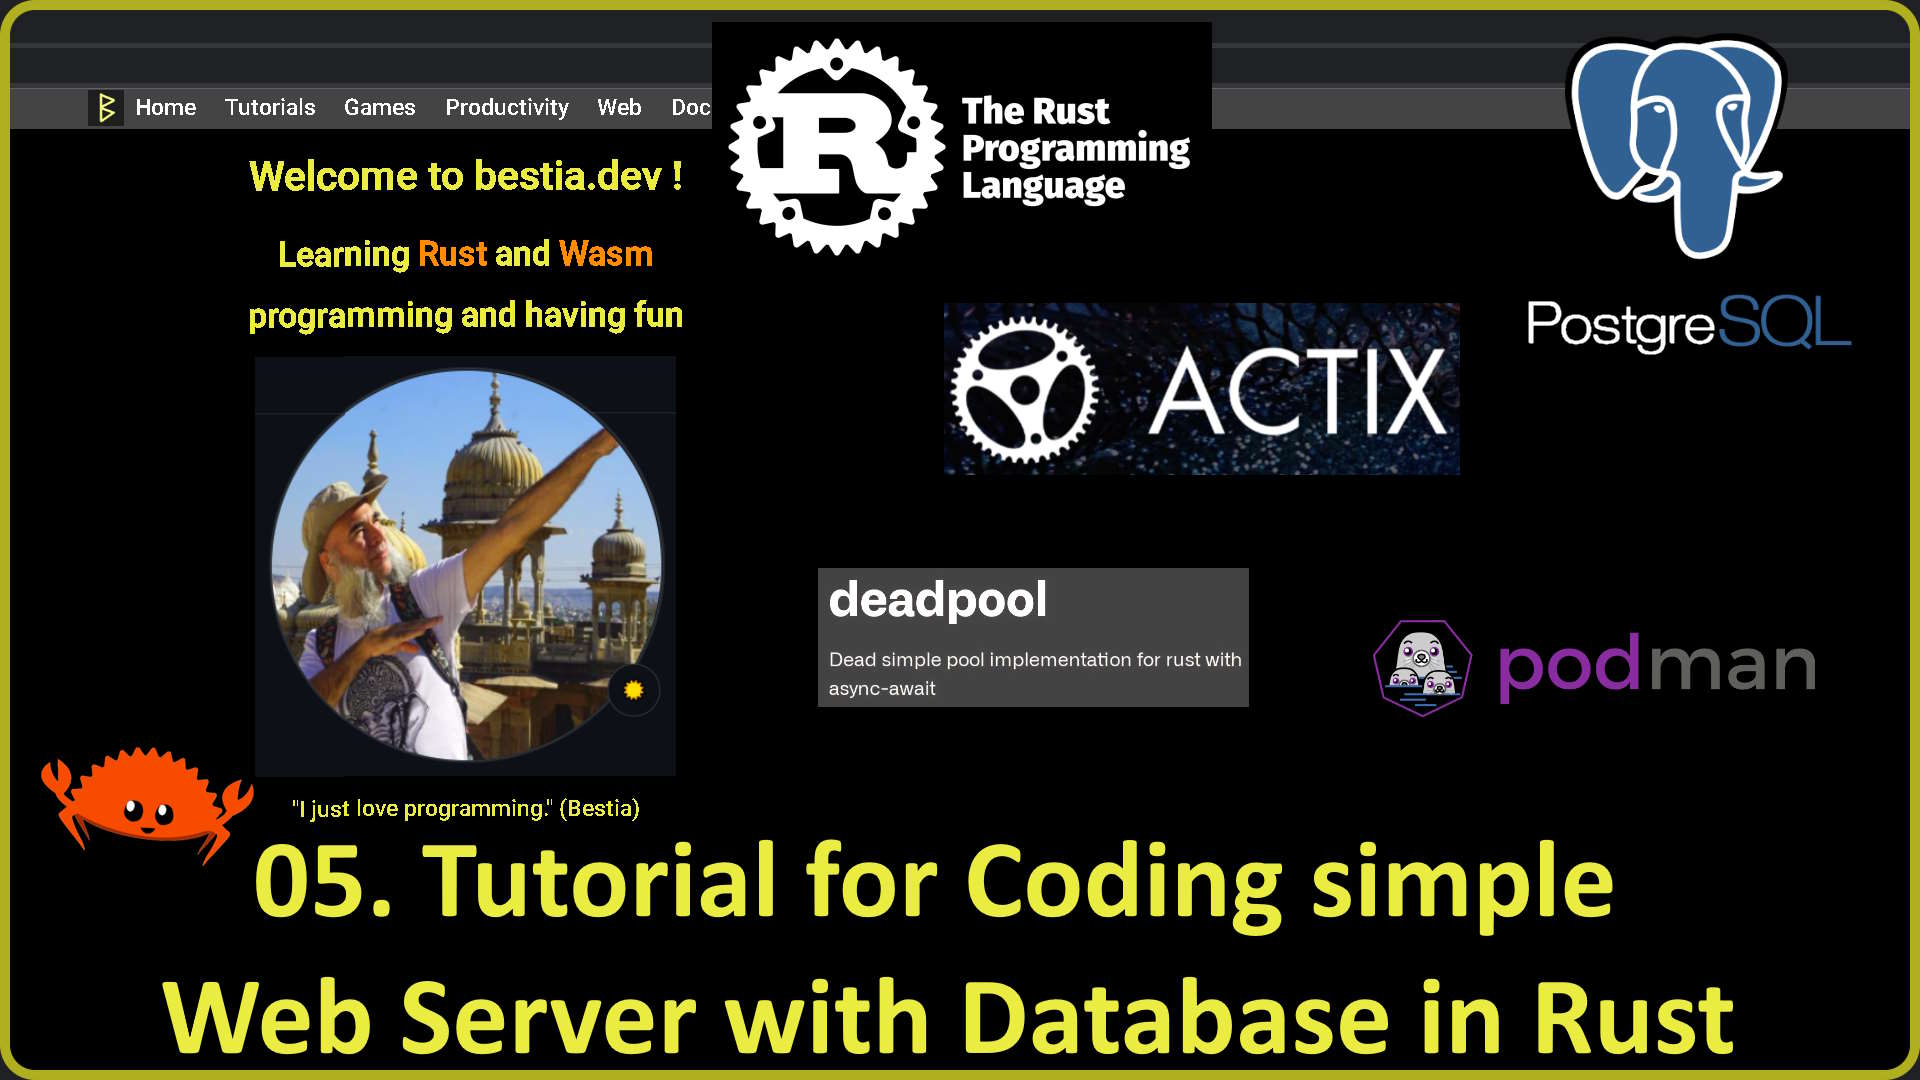 Home Tutorials Games Productivity Web Doc
Welcome to bestia.dev !
Learning Rust and Wasm
programming and having fun
"I just love programming." (Bestia)
R
The Rust
Programming
Language
ACTIX
PostgreSQL
deadpool
Dead simple pool implementation for rust with
async-await
podman
05. Tutorial for Coding simple
Web Server with Database in Rust